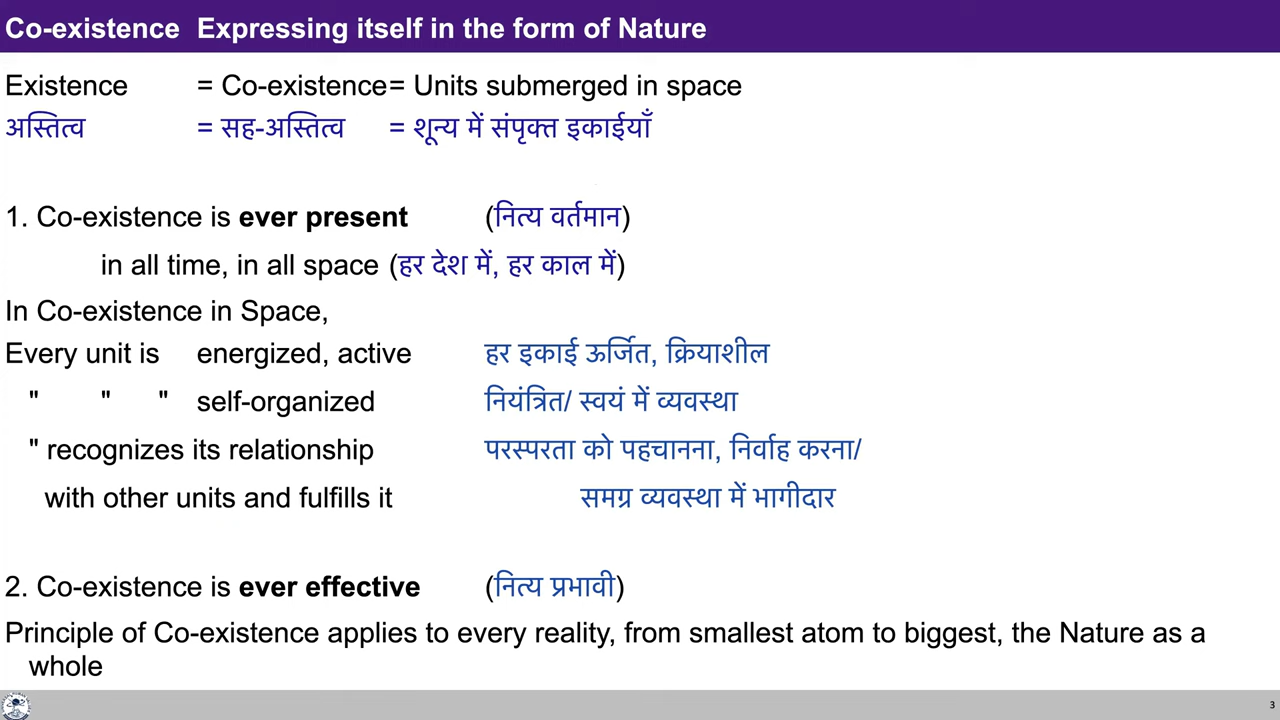 Co-existence Expressing itself in the form of Nature
Existence = Co-existence = Units submerged in space
अस्तित्व = सह-अस्तित्व = शून्य में संपृक्त इकाईयाँ
1. Co-existence is ever present (नित्य वर्तमान)
in all time, in all space (हर देश में, हर काल में)
In Co-existence in Space,
Every unit is energized, active हर इकाई ऊर्जित, क्रियाशील
" " " self-organized नियंत्रित/ स्वयं में व्यवस्था
" recognizes its relationship परस्परता को पहचानना, निर्वाह करना/
with other units and fulfills it समग्र व्यवस्था में भागीदार
2. Co-existence is ever effective (नित्य प्रभावी)
Principle of Co-existence applies to every reality, from smallest atom to biggest, the Nature as a
whole
3